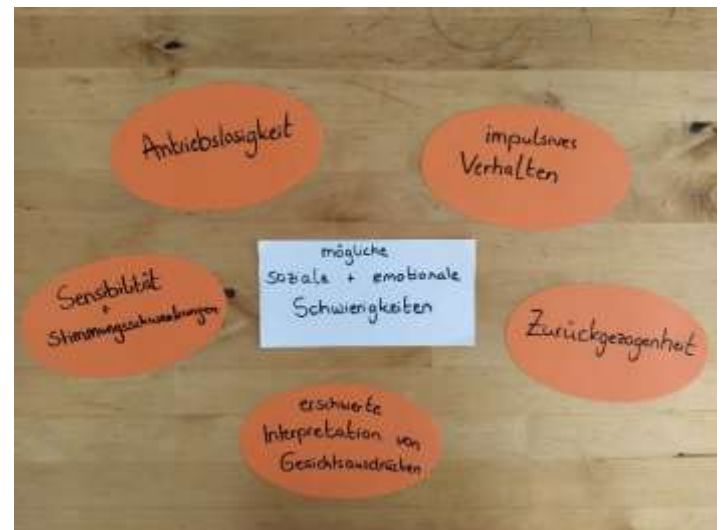 Antriebslosigkeit
impulsives
Verhalten
mögliche
soziale + emotionale
Schwierigkeiten
Sensibilität
+
Stimmungsschwankungen
Zurückgezogenheit
erschwerte
Interpretation von
Gesichtsausdrücken